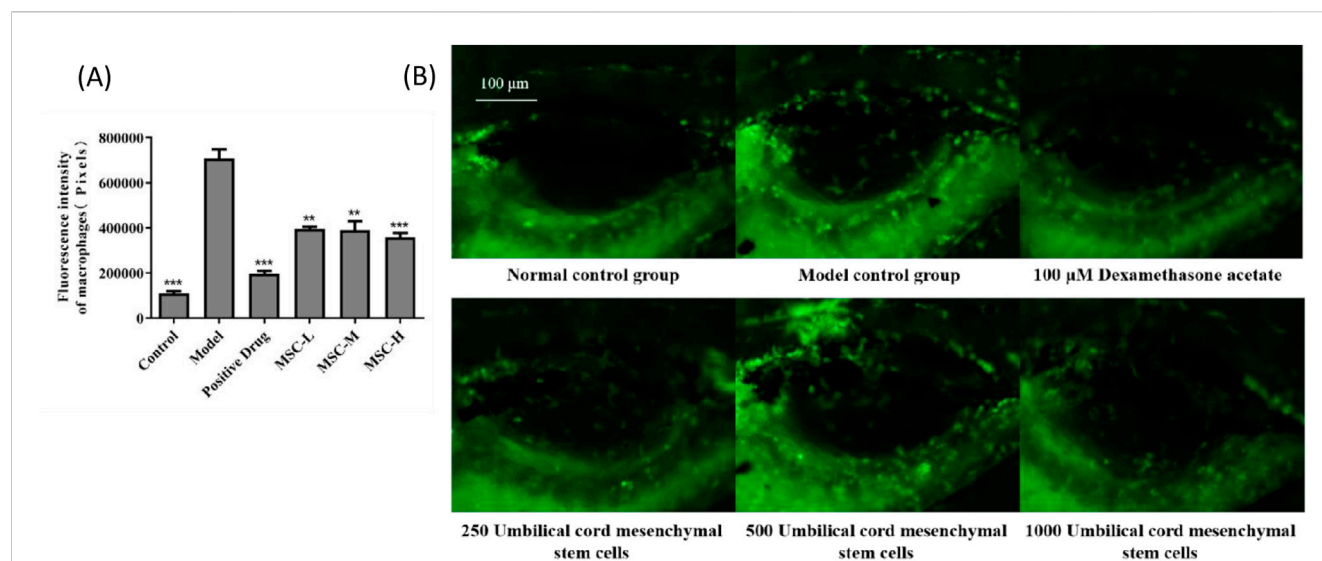 (A)
Fluorescence intensity
of macrophages( Pixels)
800000
600000
400000
200000
0
***
***
**
**
***
Control
Model
Positive Drug
MSC-L
MSC-M
MSC-H
(B)
100 μm
Normal control group
Model control group
100 μM Dexamethasone acetate
250 Umbilical cord mesenchymal
stem cells
500 Umbilical cord mesenchymal
stem cells
1000 Umbilical cord mesenchymal
stem cells